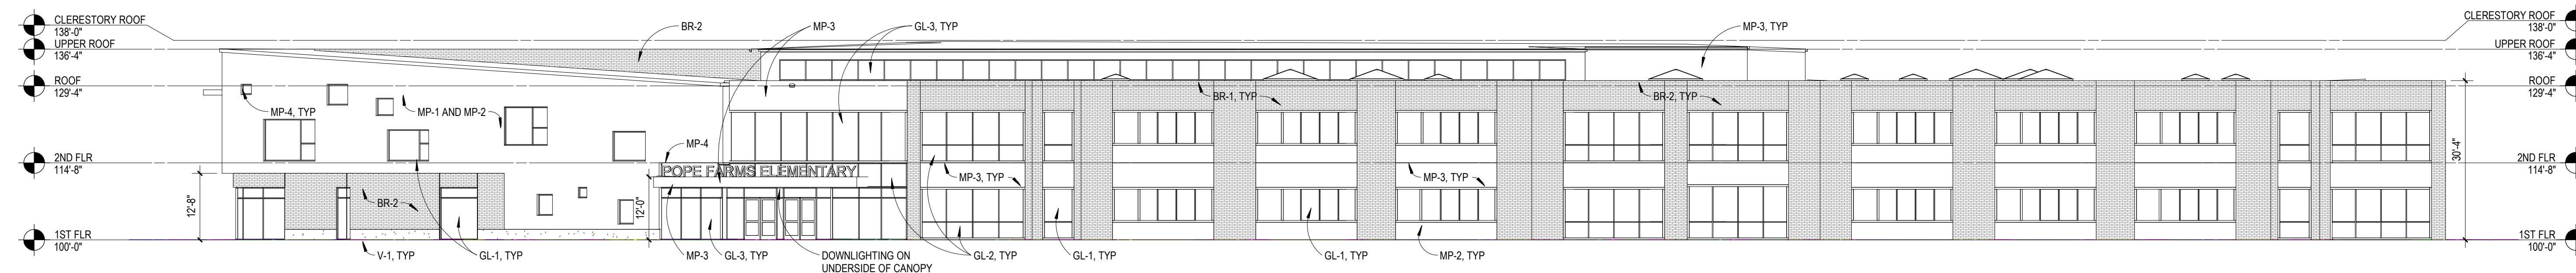 CLERESTORY ROOF
138'-0"
UPPER ROOF
136'-4"
ROOF
129'-4"
2ND FLR
114'-8"
1ST FLR
100'-0"
BR-2
MP-3
GL-3, TYP
MP-3, TYP
CLERESTORY ROOF
138'-0"
UPPER ROOF
136'-4"
ROOF
129'-4"
2ND FLR
114'-8"
1ST FLR
100'-0"
MP-4, TYP
MP-1 AND MP-2
BR-1, TYP
BR-2, TYP
MP-4
POPE FARMS ELEMENTARY
MP-3, TYP
MP-3, TYP
30'-4"
12'-8"
BR-2
12'-0"
V-1, TYP
GL-1, TYP
MP-3
GL-3, TYP
DOWNLIGHTING ON
UNDERSIDE OF CANOPY
GL-2, TYP
GL-1, TYP
GL-1, TYP
MP-2, TYP